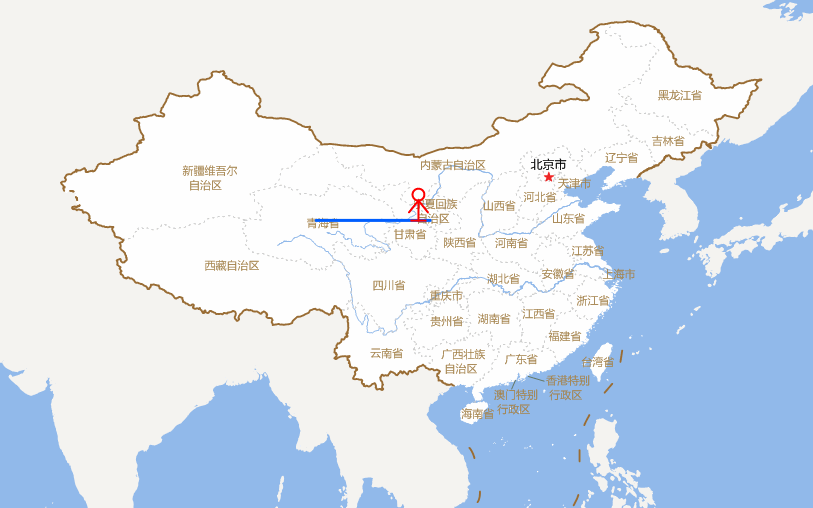 黑龙江省
吉林省
辽宁省
北京市
内蒙古自治区
新疆维吾尔
自治区
天津市
河北省
山西省
夏回族
自治区
山东省
青海省
甘肃省
陕西省
河南省
江苏省
西藏自治区
安徽省
上海市
四川省
湖北省
重庆市
浙江省
贵州省
湖南省
江西省
福建省
云南省
广西壮族
自治区
广东省
台湾省
香港特别
行政区
澳门特别
行政区
海南省